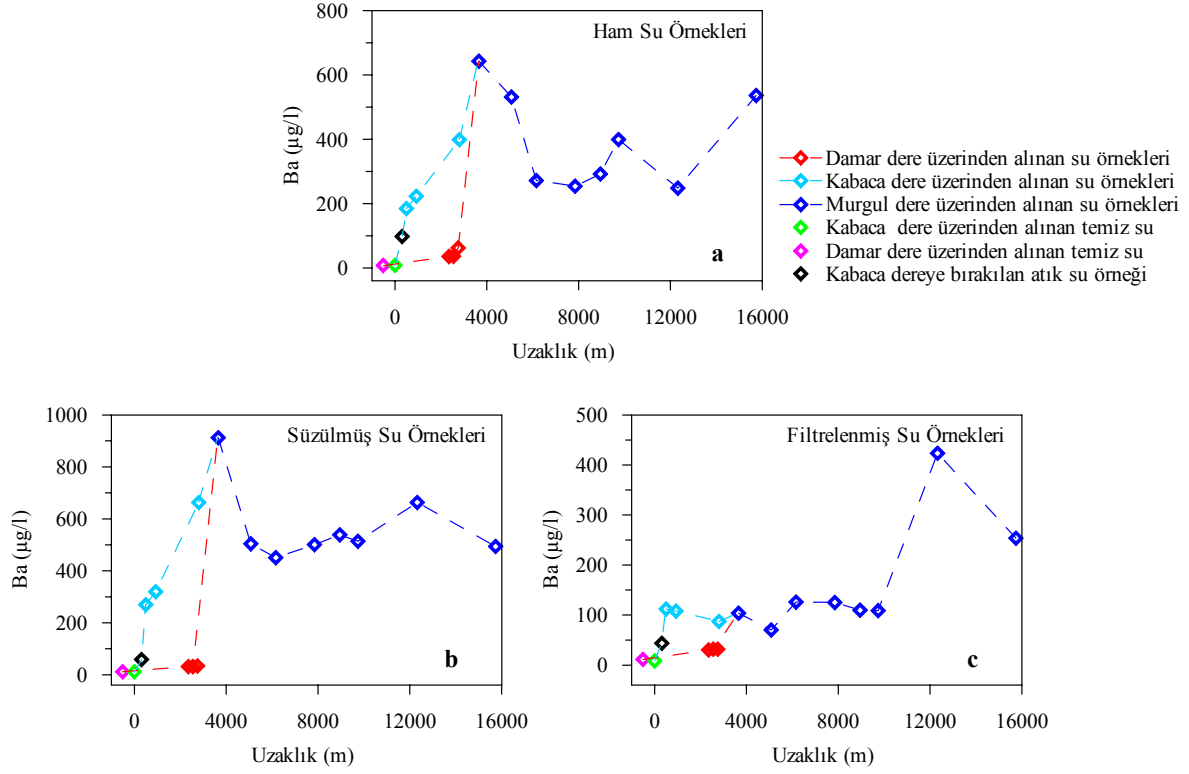 Ham Su Örnekleri
800
600
400
200
0
Ba (µg/l)
a
0 4000 8000 12000 16000
Uzaklık (m)
Damar dere üzerinden alınan su örnekleri
Kabaca dere üzerinden alınan su örnekleri
Murgul dere üzerinden alınan su örnekleri
Kabaca dere üzerinden alınan temiz su
Damar dere üzerinden alınan temiz su
Kabaca dereye bırakılan atık su örneği
Süzülmüş Su Örnekleri
1000
800
600
400
200
0
Ba (µg/l)
b
0 4000 8000 12000 16000
Uzaklık (m)
Filtrelenmiş Su Örnekleri
500
400
300
200
100
0
Ba (µg/l)
c
0 4000 8000 12000 16000
Uzaklık (m)